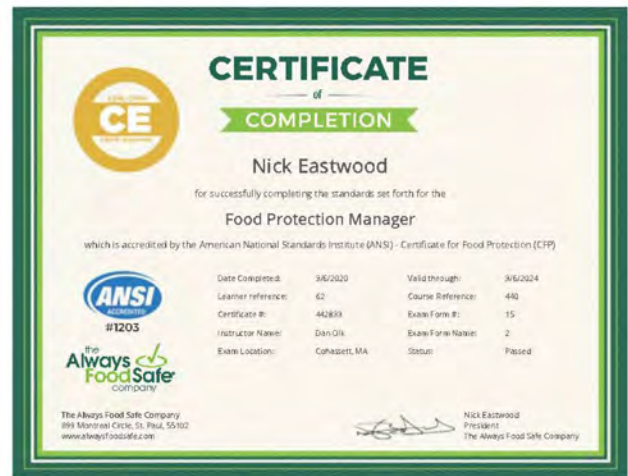 CERTIFICATE
of
COMPLETION
CE
Nick Eastwood
for successfully completing the standards set forth for the
Food Protection Manager
which is accredited by the American National Standards Institute (ANSI) - Certificate for Food Protection (CFP)
ANSI
ACCREDITED
#1203
the
Always
FoodSafe
company
Date Completed: 9/6/2020 Valid through: 9/6/2024
Learner reference: 62 Course Reference: 440
Certificate #: Exam Form #: 15
Instructor Name: Dan Olk Exam Form Name: 2
Exam Location: Cohassett, MA Status: Passed
The Always Food Safe Company
899 Montreal Circle, St. Paul, 55102
www.alwaysfoodsafe.com
Nick Eastwood
President
The Always Food Safe Company